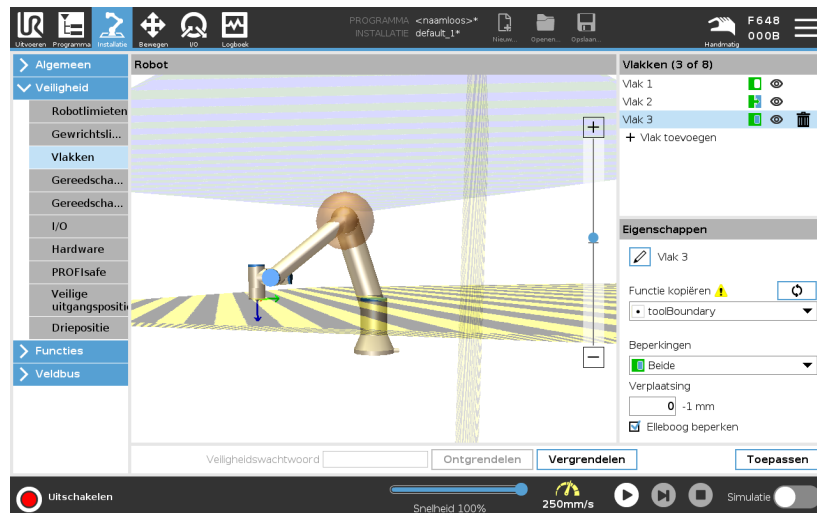 UR
PROGRAMMA <naamloos>*
INSTALLATIE default_1*
F648
000B
Uitvoeren Programma Installatie Bewegen I/O Logboek
Nieuw... Openen... Opslaan...
Handmatig
Algemeen
Veiligheid
Robotlimieten
Gewrichtsli...
Vlakken
Gereedscha...
Gereedscha...
I/O
Hardware
PROFIsafe
Veilige
uitgangspositi
Driepositie
Functies
Veldbus
Robot
Vlakken (3 of 8)
Vlak 1
Vlak 2
Vlak 3
+ Vlak toevoegen
Eigenschappen
Vlak 3
Functie kopiëren
toolBoundary
Beperkingen
Beide
Verplaatsing
0 -1 mm
Elleboog beperken
Veiligheidswachtwoord Ontgrendelen Vergrendelen Toepassen
Uitschakelen
Snelheid 100%
250mm/s
Simulatie